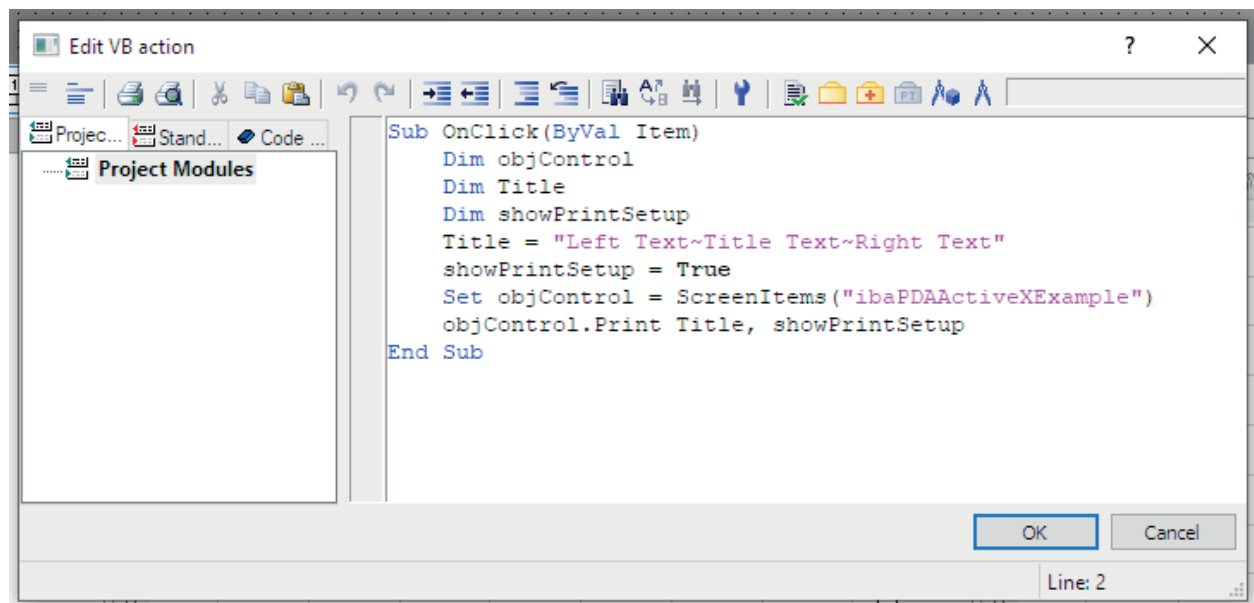 Edit VB action
?
1
PT
Projec... Stand... Code ...
Project Modules
Sub OnClick(ByVal Item)
    Dim objControl
    Dim Title
    Dim showPrintSetup
    Title = "Left Text~Title Text~Right Text"
    showPrintSetup = True
    Set objControl = ScreenItems("ibaPDAActiveXExample")
    objControl.Print Title, showPrintSetup
End Sub
OK Cancel
Line: 2